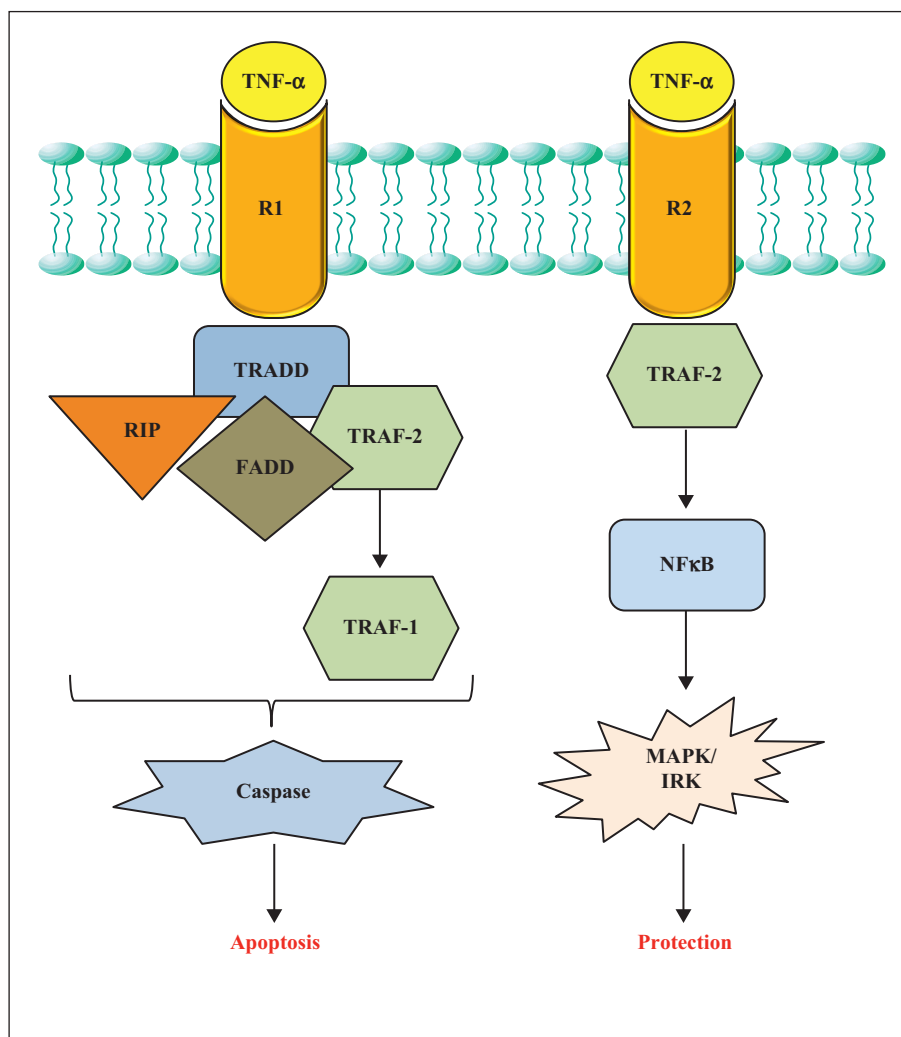 TNF-α
TNF-α
R1
R2
TRADD
TRAF-2
RIP
TRAF-2
FADD
NFκB
TRAF-1
MAPK/
IRK
Caspase
Apoptosis
Protection